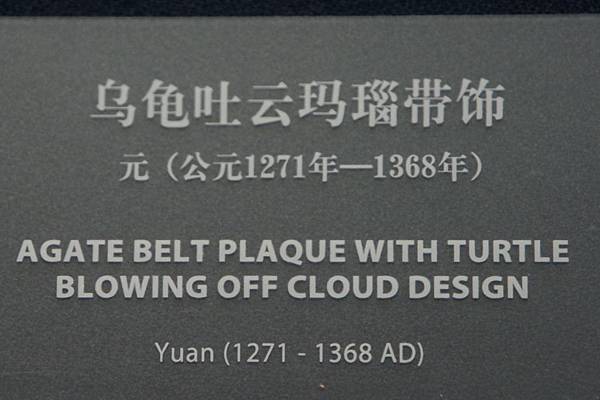 乌龟吐云玛瑙带饰
元（公元1271年—1368年）
AGATE BELT PLAQUE WITH TURTLE
BLOWING OFF CLOUD DESIGN
Yuan (1271 - 1368 AD)